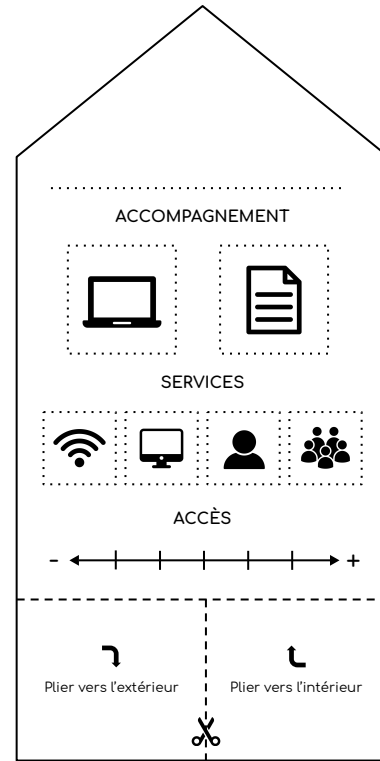 ACCOMPAGNEMENT
SERVICES
ACCÈS
- +
Plier vers l'extérieur
Plier vers l'intérieur